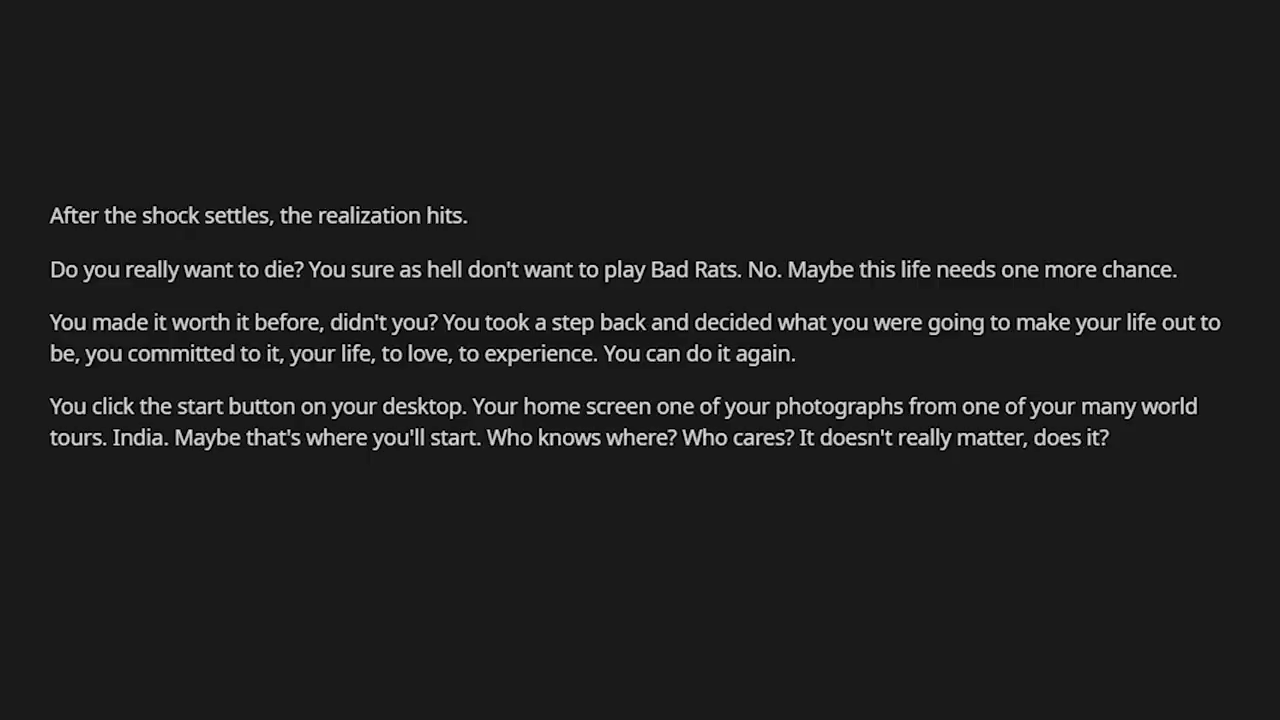 After the shock settles, the realization hits.
Do you really want to die? You sure as hell don't want to play Bad Rats. No. Maybe this life needs one more chance.
You made it worth it before, didn't you? You took a step back and decided what you were going to make your life out to
be, you committed to it, your life, to love, to experience. You can do it again.
You click the start button on your desktop. Your home screen one of your photographs from one of your many world
tours. India. Maybe that's where you'll start. Who knows where? Who cares? It doesn't really matter, does it?